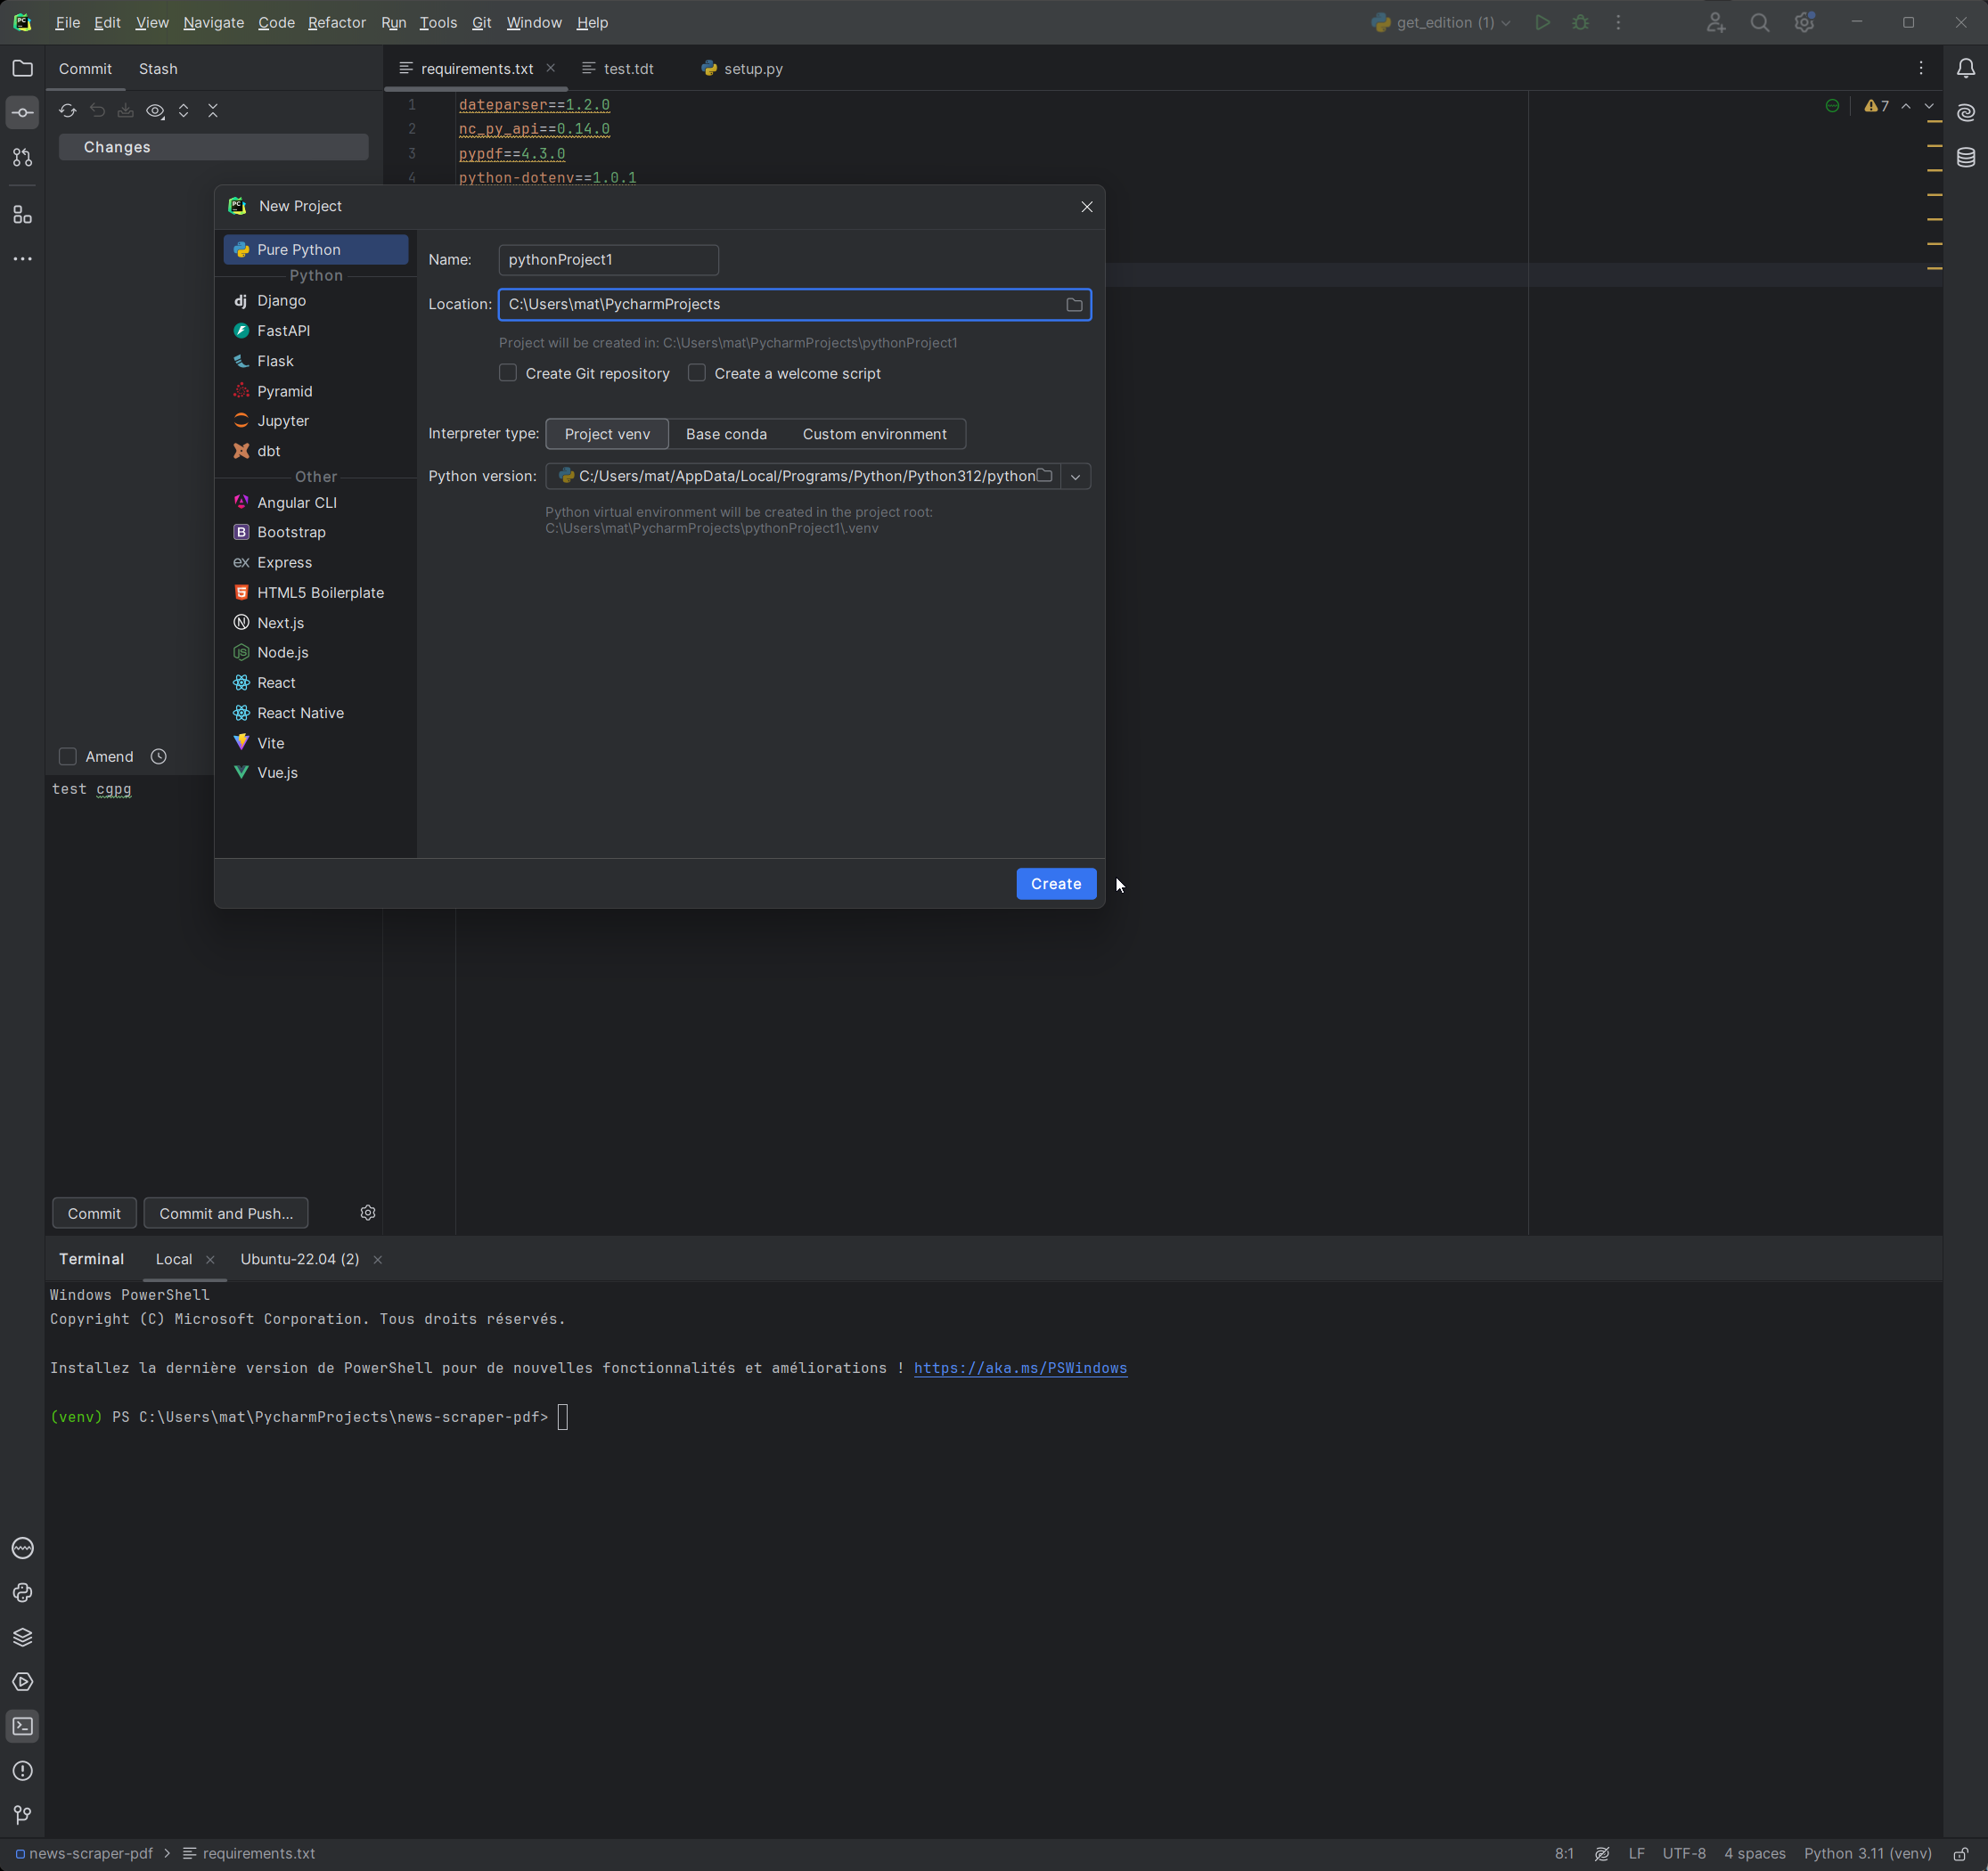 File Edit View Navigate Code Refactor Run Tools Git Window Help
get_edition (1)
Commit Stash
requirements.txt
test.tdt
setup.py
Changes
1 dateparser==1.2.0
2 nc_py_api==0.14.0
3 pypdf==4.3.0
4 python-dotenv==1.0.1
7
New Project
Pure Python
Python
Django
FastAPI
Flask
Pyramid
Jupyter
dbt
Other
Angular CLI
Bootstrap
Express
HTML5 Boilerplate
Next.js
Node.js
React
React Native
Vite
Vue.js
Name: pythonProject1
Location: C:\Users\mat\PycharmProjects
Project will be created in: C:\Users\mat\PycharmProjects\pythonProject1
Create Git repository Create a welcome script
Interpreter type: Project venv Base conda Custom environment
Python version: C:/Users/mat/AppData/Local/Programs/Python/Python312/python
Python virtual environment will be created in the project root:
C:\Users\mat\PycharmProjects\pythonProject1\.venv
Create
Amend
test cgpg
Commit Commit and Push...
Terminal Local Ubuntu-22.04 (2)
Windows PowerShell
Copyright (C) Microsoft Corporation. Tous droits réservés.
Installez la dernière version de PowerShell pour de nouvelles fonctionnalités et améliorations ! https://aka.ms/PSWindows
(venv) PS C:\Users\mat\PycharmProjects\news-scraper-pdf>
news-scraper-pdf > requirements.txt
8:1 LF UTF-8 4 spaces Python 3.11 (venv)